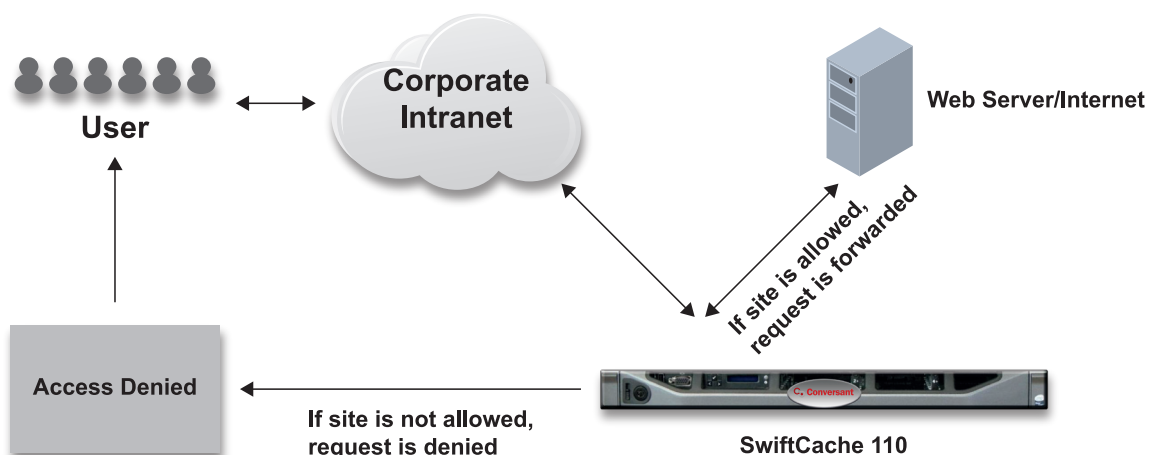 User
Corporate
Intranet
Web Server/Internet
If site is allowed,
request is forwarded
Access Denied
If site is not allowed,
request is denied
C. Conversant
SwiftCache 110